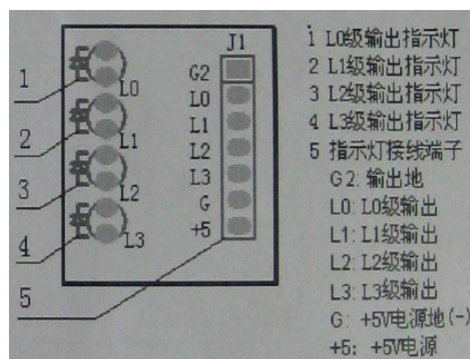 J1
G2
L0
L1
L2
L3
G
+5
L0
L1
L2
L3
1
2
3
4
5
1 L0级输出指示灯
2 L1级输出指示灯
3 L2级输出指示灯
4 L3级输出指示灯
5 指示灯接线端子
G2: 输出地
L0: L0级输出
L1: L1级输出
L2: L2级输出
L3: L3级输出
G: +5V电源地(-)
+5: +5V电源